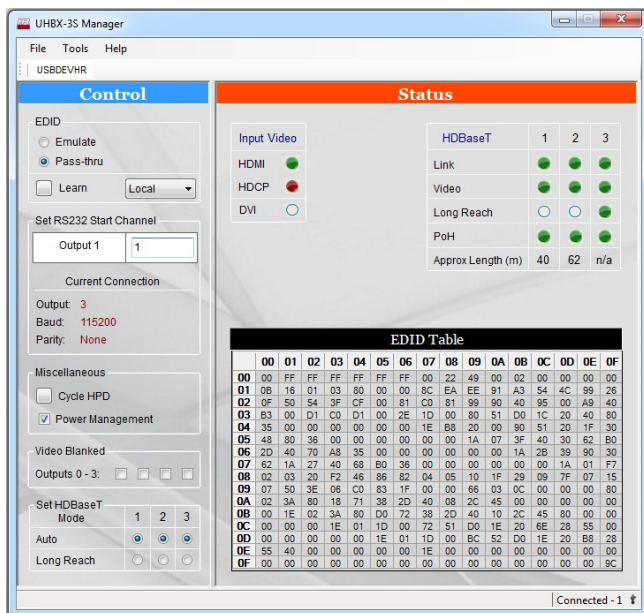 UHBX-3S Manager
File Tools Help
USBDEVHR
Control
EDID
Emulate
Pass-thru
Learn Local
Set RS232 Start Channel
Output 1 1
Current Connection
Output: 3
Baud: 115200
Parity: None
Miscellaneous
Cycle HPD
Power Management
Video Blanked
Outputs 0 - 3:
Set HDBaseT
Mode 1 2 3
Auto
Long Reach
Status
Input Video
HDMI
HDCP
DVI
HDBaseT 1 2 3
Link
Video
Long Reach
PoH
Approx Length (m) 40 62 n/a
EDID Table
00 01 02 03 04 05 06 07 08 09 0A 0B 0C 0D 0E 0F
00 00 FF FF FF FF FF FF 00 22 49 00 02 00 00 00 00
01 0B 16 01 03 80 00 00 8C EA EE 91 A3 54 4C 99 26
02 0F 50 54 3F CF 00 81 C0 81 99 90 40 95 00 A9 40
03 B3 00 D1 C0 D1 00 2E 1D 00 80 51 D0 1C 20 40 80
04 35 00 00 00 00 00 1E B8 20 00 90 51 20 1F 30
05 48 80 36 00 00 00 00 00 00 1A 07 3F 40 30 62 B0
06 2D 40 70 A8 35 00 00 00 00 00 1A 2B 39 90 30
07 62 1A 27 40 68 B0 36 00 00 00 00 00 00 1A 01 F7
08 02 03 20 F2 46 86 82 04 05 10 1F 29 09 7F 07 15
09 07 50 3E 06 C0 83 1F 00 00 66 03 0C 00 00 00 80
0A 02 3A 80 18 71 38 2D 40 08 2C 45 00 00 00 00 00
0B 00 1E 02 3A 80 D0 72 38 2D 40 10 2C 45 80 00 00
0C 00 00 00 1E 01 1D 00 72 51 D0 1E 20 6E 28 55 00
0D 00 00 00 00 00 1E 01 1D 00 BC 52 D0 1E 20 B8 28
0E 55 40 00 00 00 00 00 1E 00 00 00 00 00 00 00 00
0F 00 00 00 00 00 00 00 00 00 00 00 00 00 00 00 9C
Connected - 1